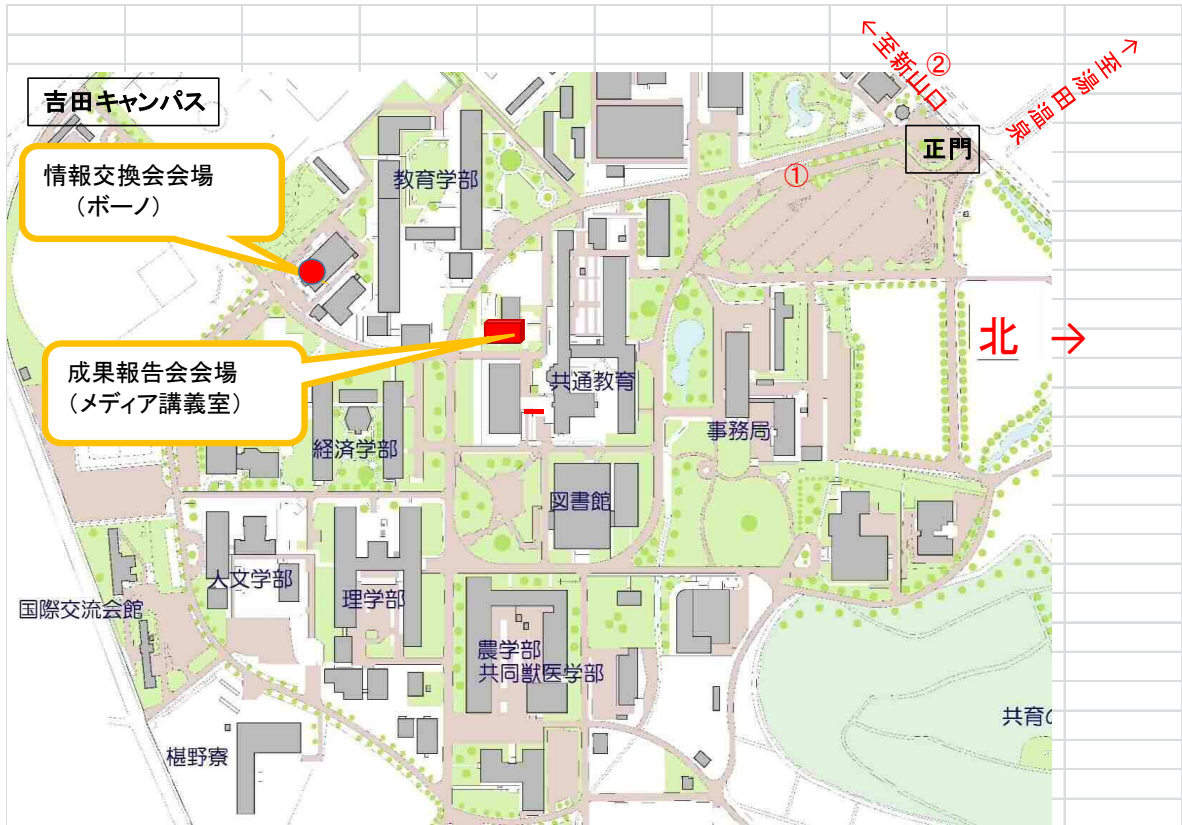 吉田キャンパス
←至新山口
②
至湯田温泉→
正門
①
情報交換会会場
（ボーノ）
教育学部
北 →
成果報告会会場
（メディア講義室）
共通教育
事務局
経済学部
図書館
人文学部
理学部
国際交流会館
農学部
共同獣医学部
共育の
椹野寮